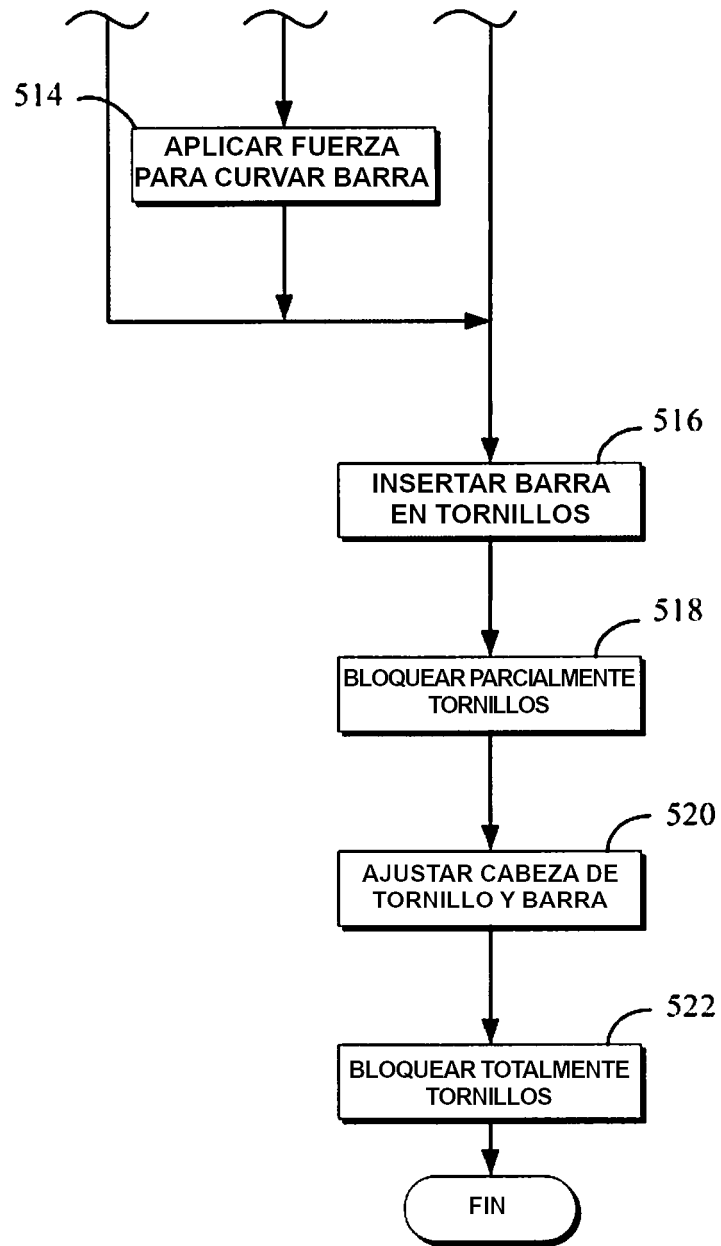 514
APLICAR FUERZA
PARA CURVAR BARRA
516
INSERTAR BARRA
EN TORNILLOS
518
BLOQUEAR PARCIALMENTE
TORNILLOS
520
AJUSTAR CABEZA DE
TORNILLO Y BARRA
522
BLOQUEAR TOTALMENTE
TORNILLOS
FIN